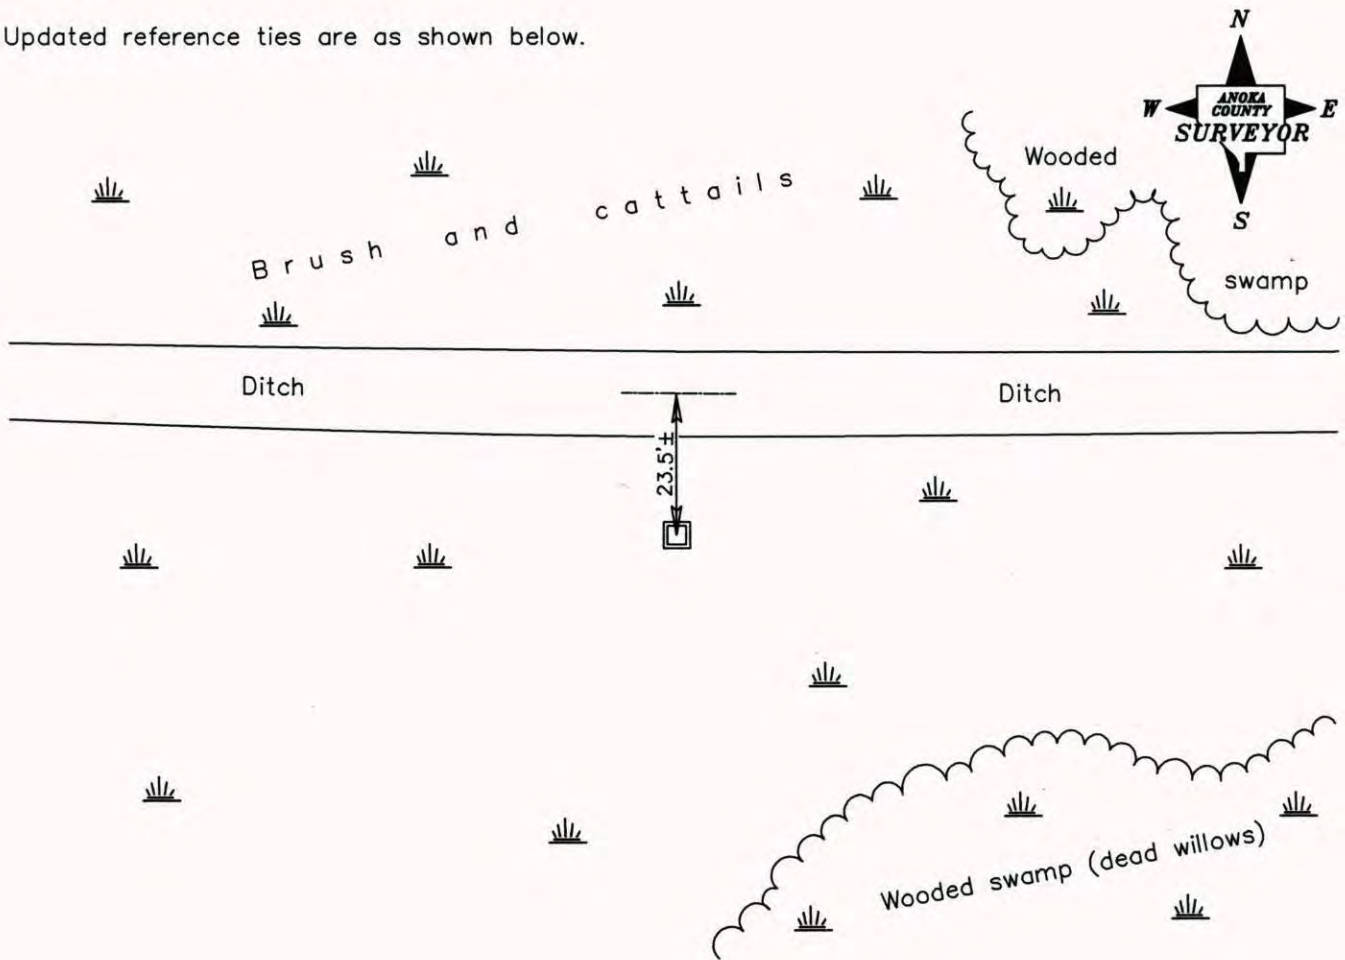 Updated reference ties are as shown below.
N
W
ANOKA
COUNTY
SURVEYOR
E
S
Wooded
swamp
Brush and cattails
Ditch
Ditch
23.5'±
Wooded swamp (dead willows)